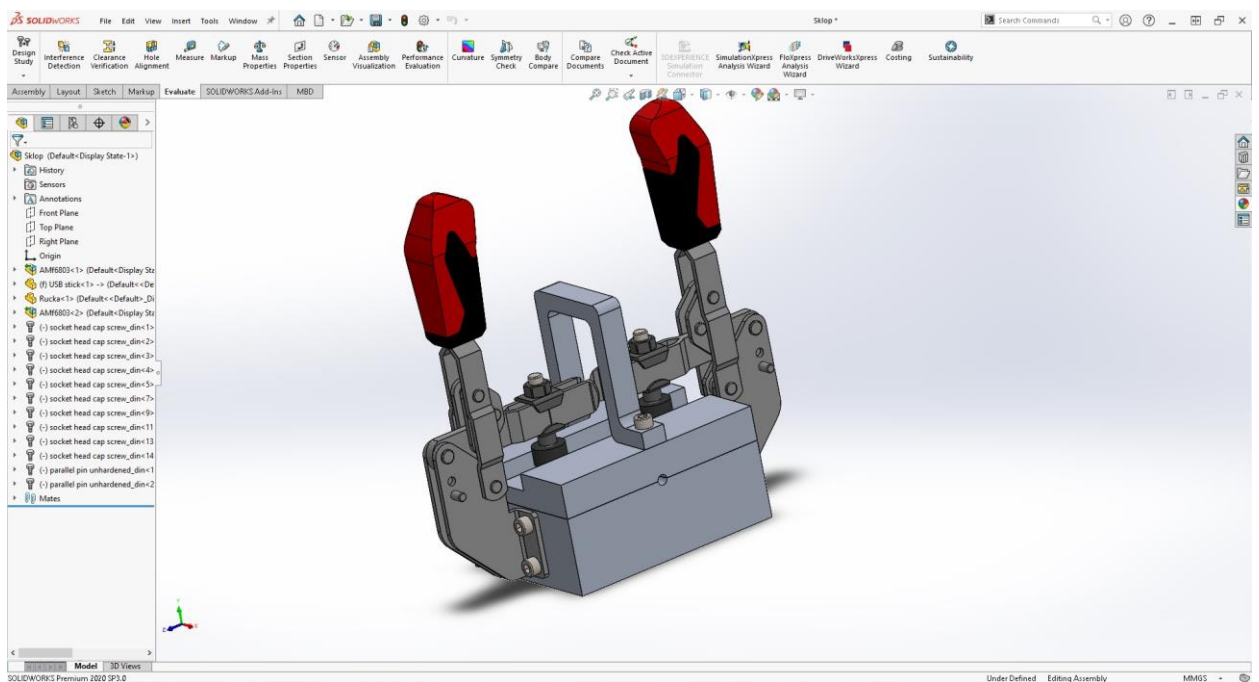 SOLIDWORKS File Edit View Insert Tools Window Sklop * Search Commands
Design Study Interference Detection Clearance Verification Hole Alignment Measure Markup Mass Properties Section Properties Sensor Assembly Visualization Performance Evaluation Curvature Symmetry Check Body Compare Compare Documents Check Active Document 3DEXPERIENCE Simulation Connector SimulationXpress Analysis Wizard FloXpress Analysis Wizard DriveWorksXpress Wizard Costing Sustainability
Assembly Layout Sketch Markup Evaluate SOLIDWORKS Add-Ins MBD
Sklop (Default<Display State-1>)
History
Sensors
Annotations
Front Plane
Top Plane
Right Plane
Origin
AMf6803<1> (Default<Display Sta
(f) USB stick<1> -> (Default<<De
Rucka<1> (Default<<Default>_Di
AMf6803<2> (Default<Display Sta
(-) socket head cap screw_din<1>
(-) socket head cap screw_din<2>
(-) socket head cap screw_din<3>
(-) socket head cap screw_din<4>
(-) socket head cap screw_din<5>
(-) socket head cap screw_din<7>
(-) socket head cap screw_din<9>
(-) socket head cap screw_din<11
(-) socket head cap screw_din<13
(-) socket head cap screw_din<14
(-) parallel pin unhardened_din<1
(-) parallel pin unhardened_din<2
Mates
Model 3D Views
SOLIDWORKS Premium 2020 SP3.0 Under Defined Editing Assembly MMGS